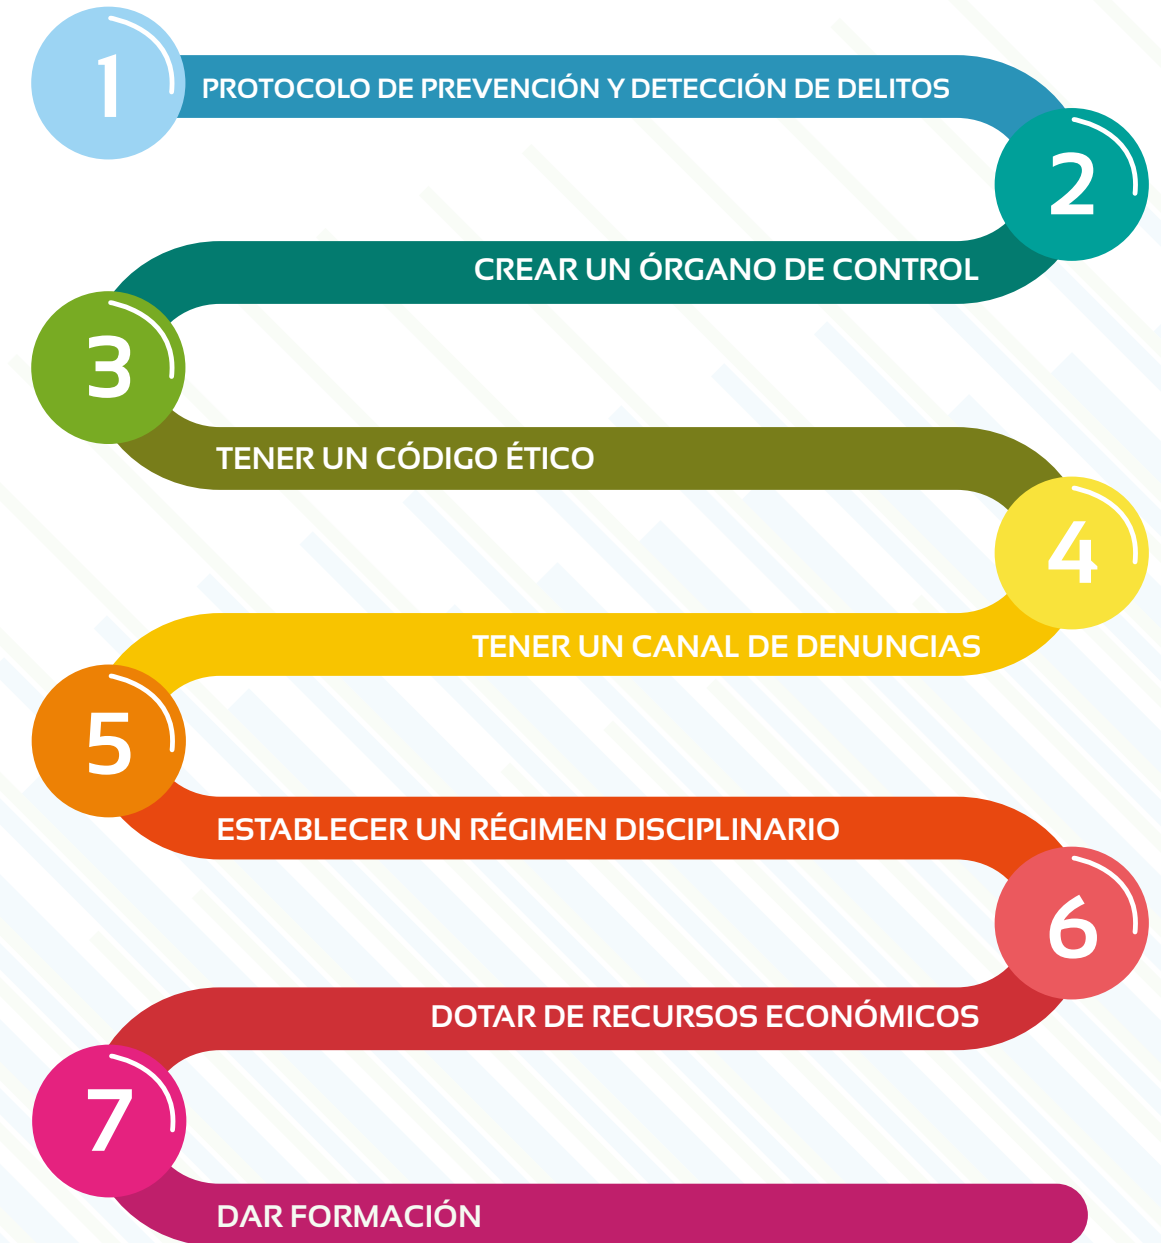 1
PROTOCOLO DE PREVENCIÓN Y DETECCIÓN DE DELITOS
2
CREAR UN ÓRGANO DE CONTROL
3
TENER UN CÓDIGO ÉTICO
4
TENER UN CANAL DE DENUNCIAS
5
ESTABLECER UN RÉGIMEN DISCIPLINARIO
6
DOTAR DE RECURSOS ECONÓMICOS
7
DAR FORMACIÓN